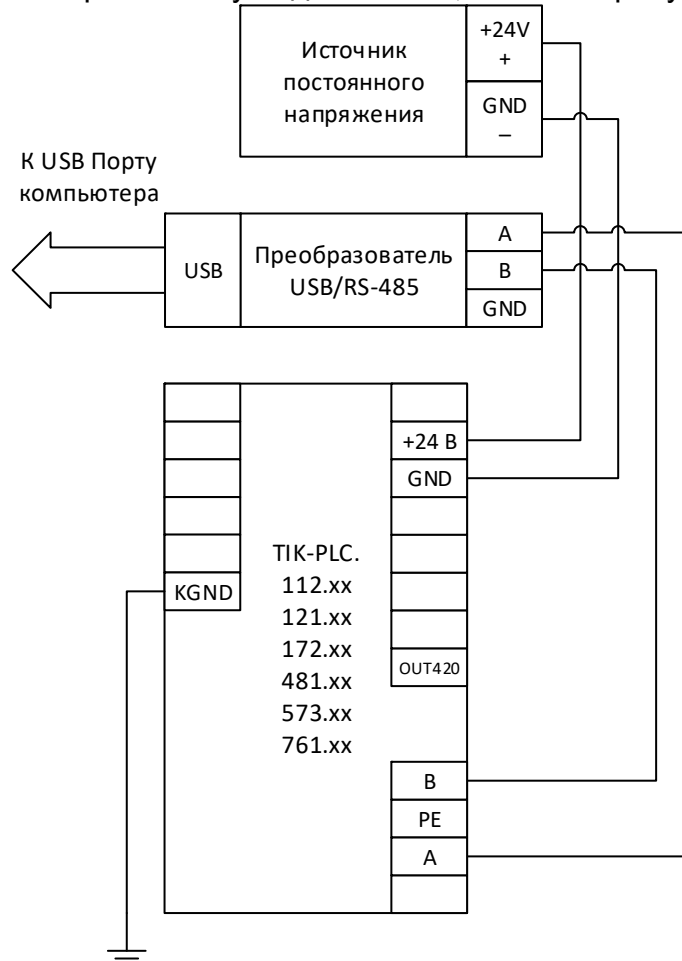 Источник
постоянного
напряжения
+24V
+
GND
–
К USB Порту
компьютера
USB
Преобразователь
USB/RS-485
A
B
GND
+24 В
GND
TIK-PLC.
112.xx
121.xx
172.xx
481.xx
573.xx
761.xx
KGND
OUT420
B
PE
A